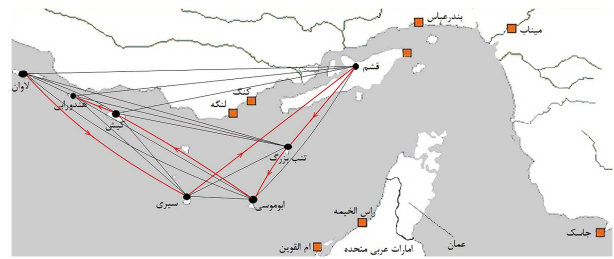 بندرعباس
میناب
قشم
لاوان
کنگ
هندورابی
لنگه
کیش
تنب بزرگ
سیری
ابوموسی
راس الخیمه
جاسک
ام القوین
امارات عربی متحده
عمان